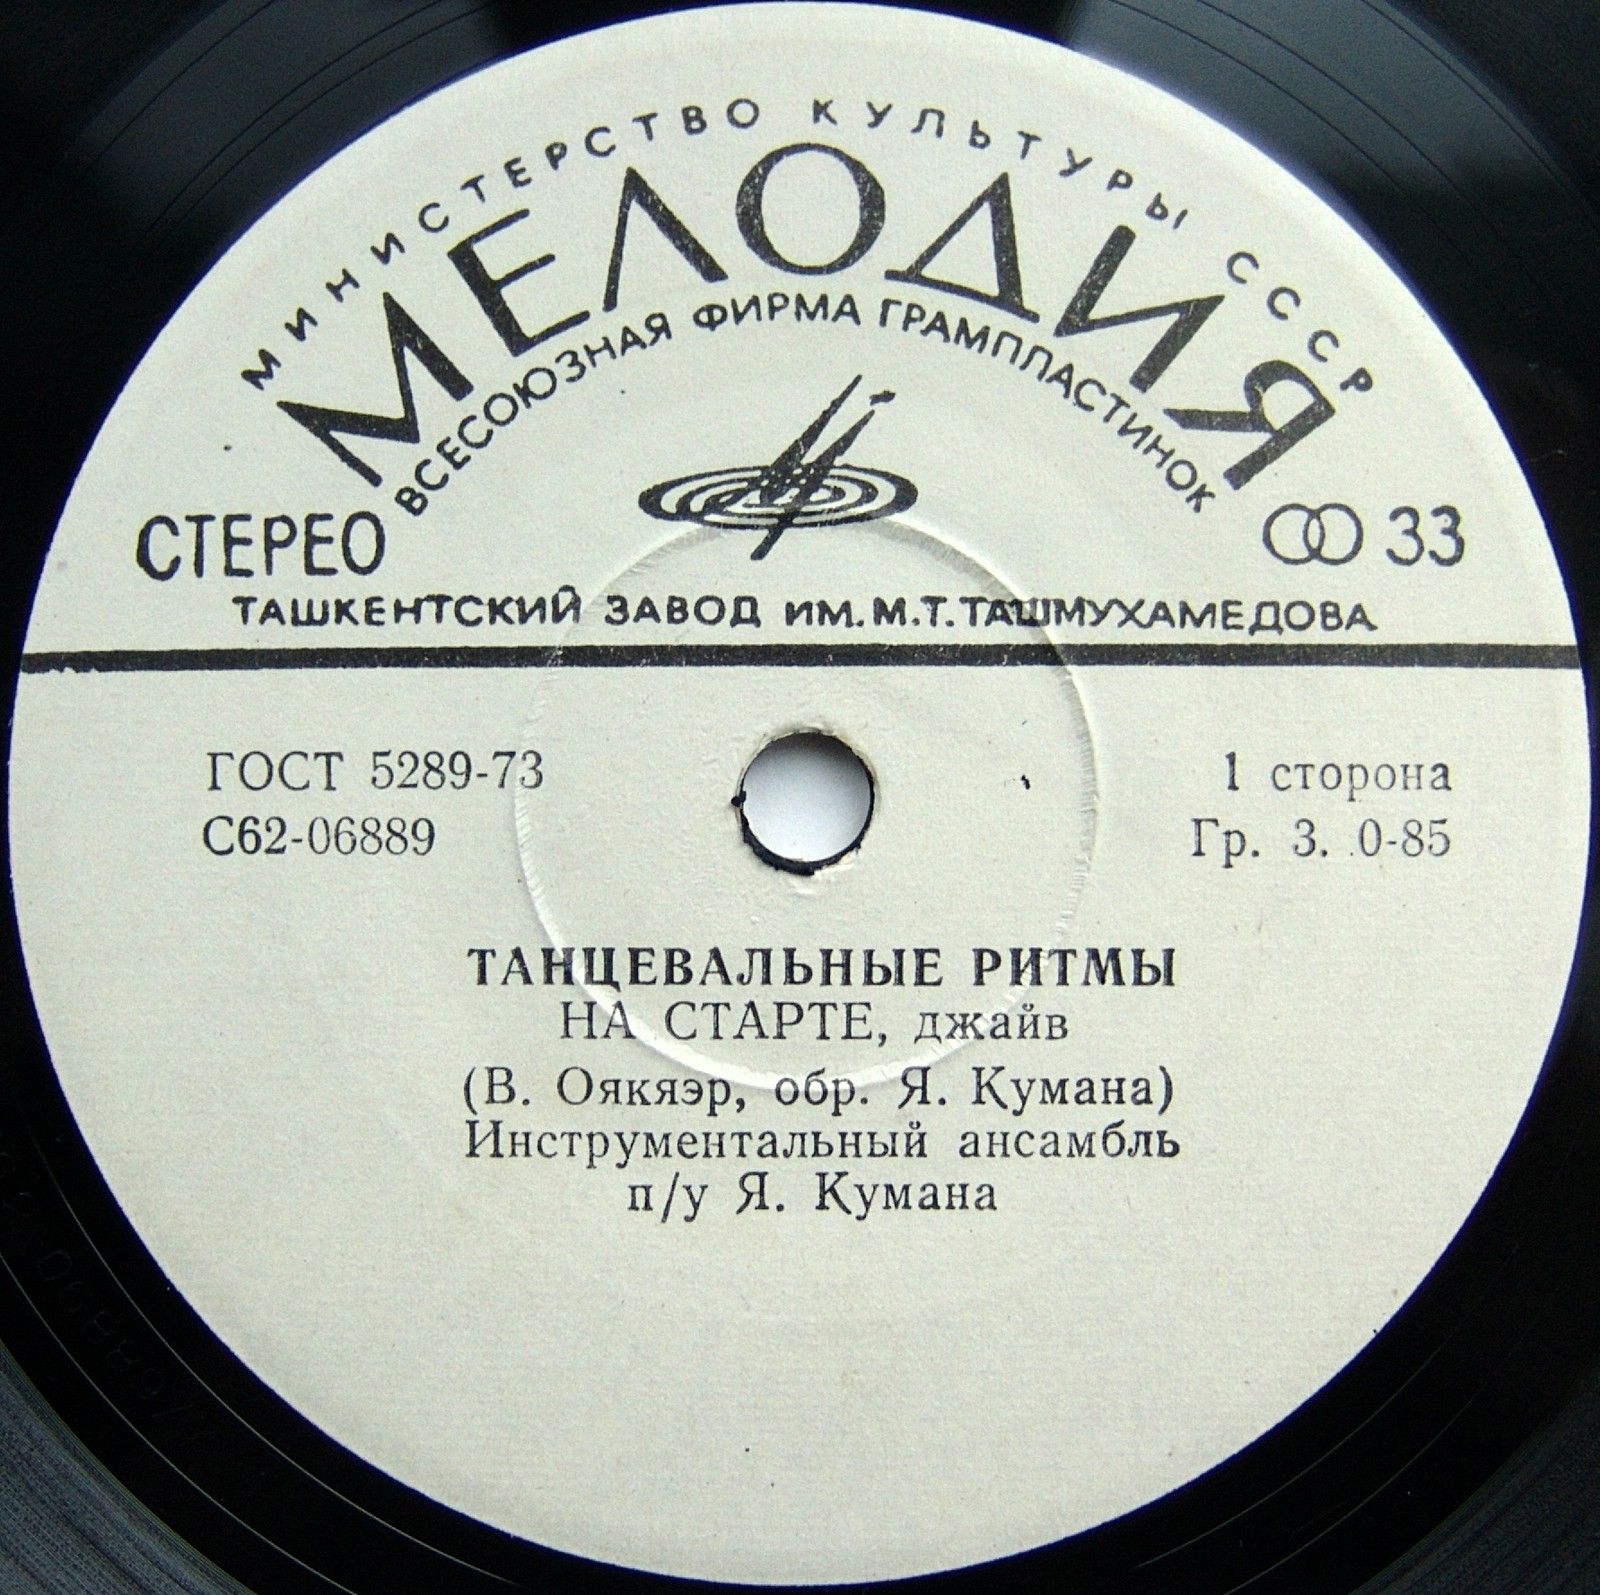 МИНИСТЕРСТВО КУЛЬТУРЫ СССР
МЕЛОДИЯ
ВСЕСОЮЗНАЯ ФИРМА ГРАМПЛАСТИНОК
СТЕРЕО
33
ТАШКЕНТСКИЙ ЗАВОД ИМ. М.Т. ТАШМУХАМЕДОВА
ГОСТ 5289-73
1 сторона
С62-06889
Гр. 3. 0-85
ТАНЦЕВАЛЬНЫЕ РИТМЫ
НА СТАРТЕ, джайв
(В. Оякяэр, обр. Я. Кумана)
Инструментальный ансамбль
п/у Я. Кумана